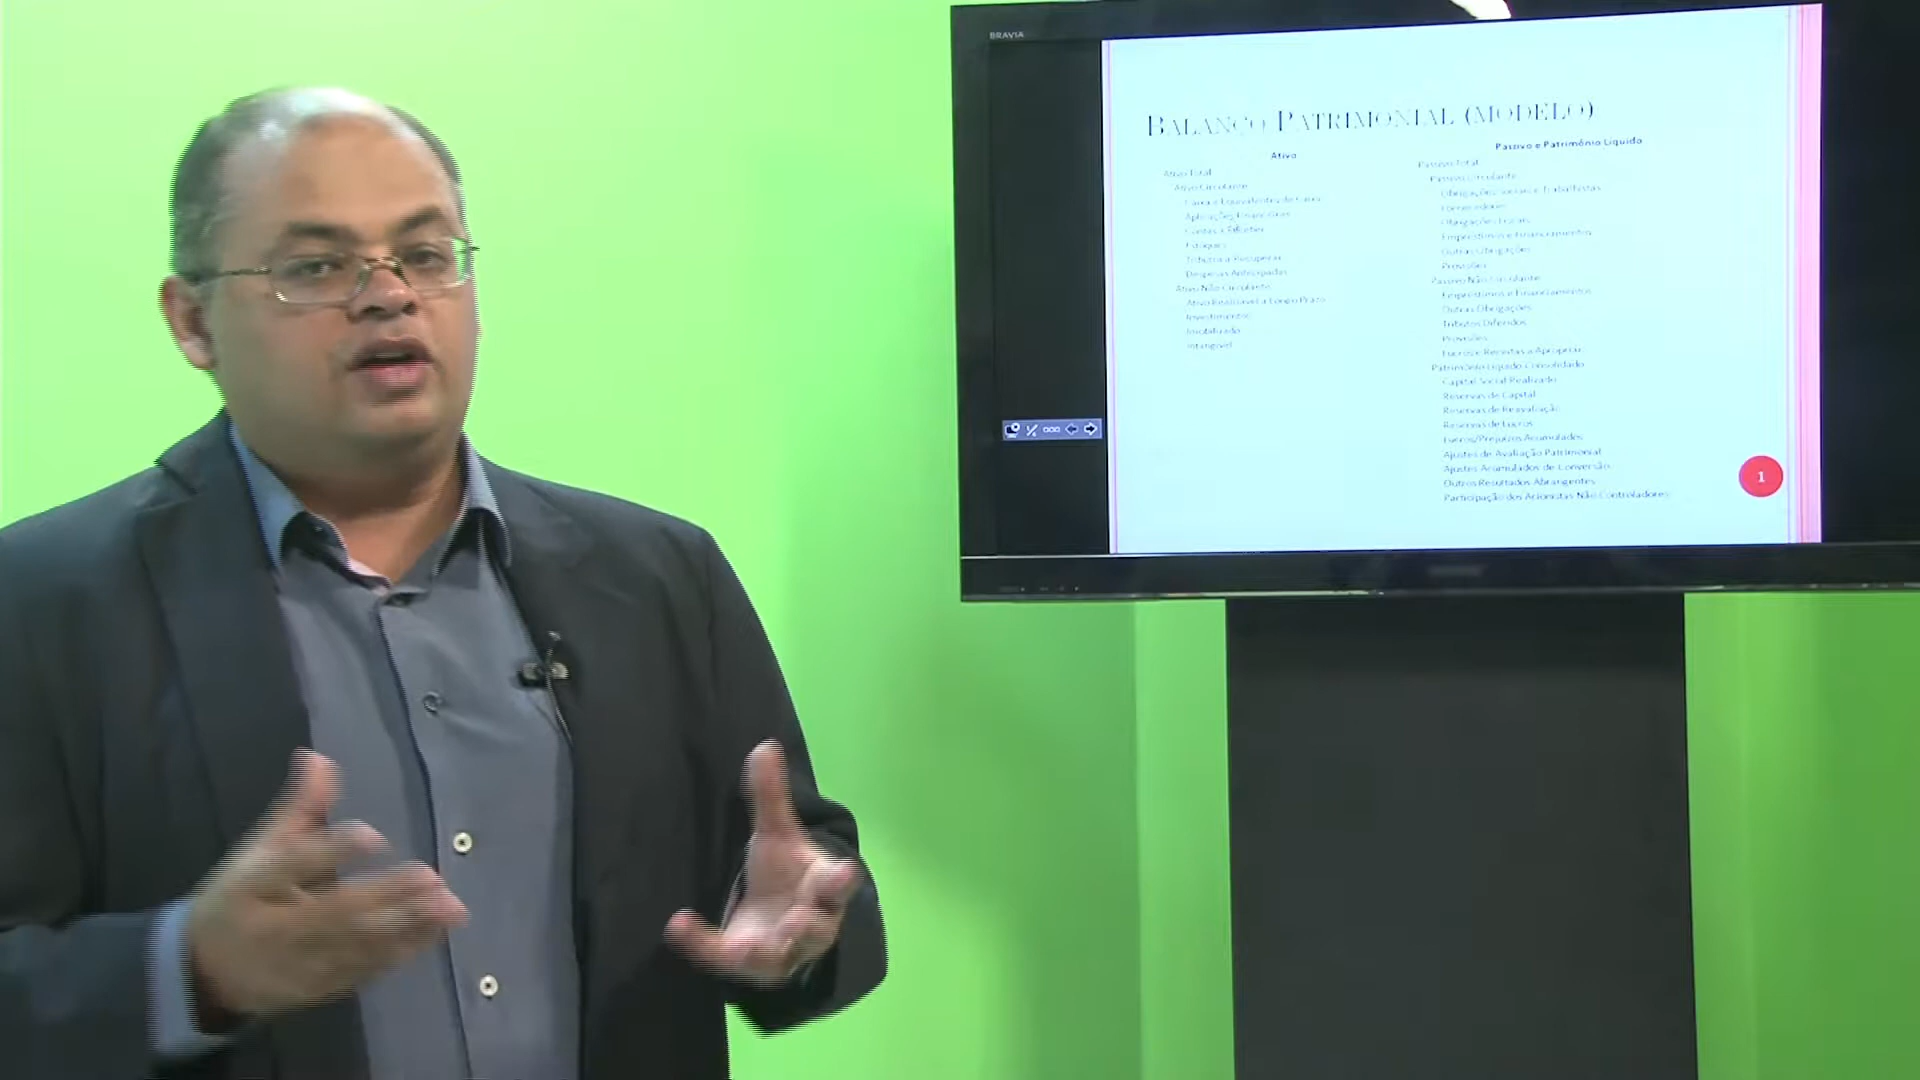 BRAVIA
BALANÇO PATRIMONIAL (MODELO)
Ativo
Ativo Total
Ativo Circulante
Caixa e Equivalentes de Caixa
Aplicações Financeiras
Contas a Receber
Estoques
Tributos a Recuperar
Despesas Antecipadas
Ativo Não Circulante
Ativo Realizável a Longo Prazo
Investimentos
Imobilizado
Intangível
Passivo e Patrimônio Líquido
Passivo Total
Passivo Circulante
Obrigações Sociais e Trabalhistas
Fornecedores
Obrigações Fiscais
Empréstimos e Financiamentos
Outras Obrigações
Provisões
Passivo Não Circulante
Empréstimos e Financiamentos
Outras Obrigações
Tributos Diferidos
Provisões
Lucros e Receitas a Apropriar
Patrimônio Líquido Consolidado
Capital Social Realizado
Reservas de Capital
Reservas de Reavaliação
Reservas de Lucros
Lucros/Prejuízos Acumulados
Ajustes de Avaliação Patrimonial
Ajustes Acumulados de Conversão
Outros Resultados Abrangentes
Participação dos Acionistas Não Controladores
1